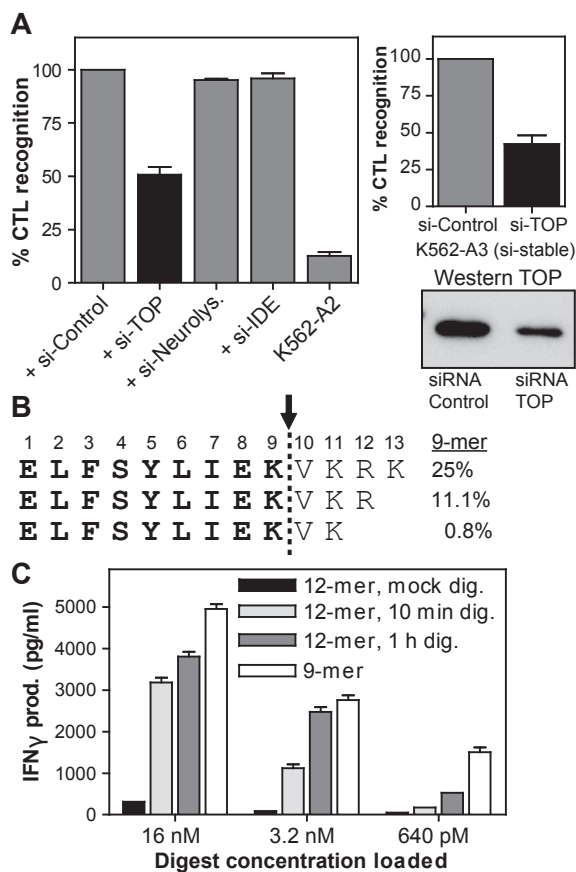 A
% CTL recognition
100
75
50
25
0
+ si-Control
+ si-TOP
+ si-Neurolys.
+ si-IDE
K562-A2
% CTL recognition
100
75
50
25
0
si-Control si-TOP
K562-A3 (si-stable)
Western TOP
siRNA Control
siRNA TOP
B
1 2 3 4 5 6 7 8 9 10 11 12 13 9-mer
E L F S Y L I E K V K R K 25%
E L F S Y L I E K V K R 11.1%
E L F S Y L I E K V K 0.8%
C
IFNγ prod. (pg/ml)
5000
4000
3000
2000
1000
0
12-mer, mock dig.
12-mer, 10 min dig.
12-mer, 1 h dig.
9-mer
16 nM 3.2 nM 640 pM
Digest concentration loaded